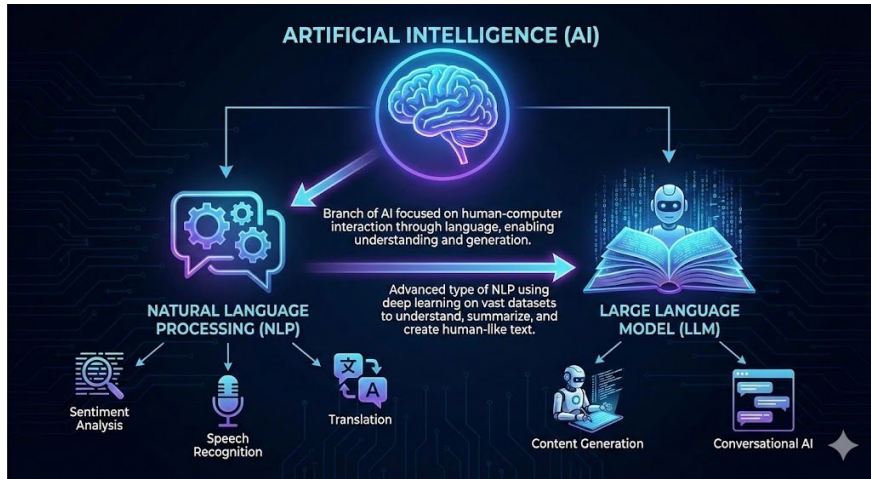 ARTIFICIAL INTELLIGENCE (AI)
Branch of AI focused on human-computer
interaction through language, enabling
understanding and generation.
Advanced type of NLP using
deep learning on vast datasets
to understand, summarize, and
create human-like text.
NATURAL LANGUAGE
PROCESSING (NLP)
LARGE LANGUAGE
MODEL (LLM)
Sentiment
Analysis
Speech
Recognition
文
A
Translation
Content Generation
Conversational AI